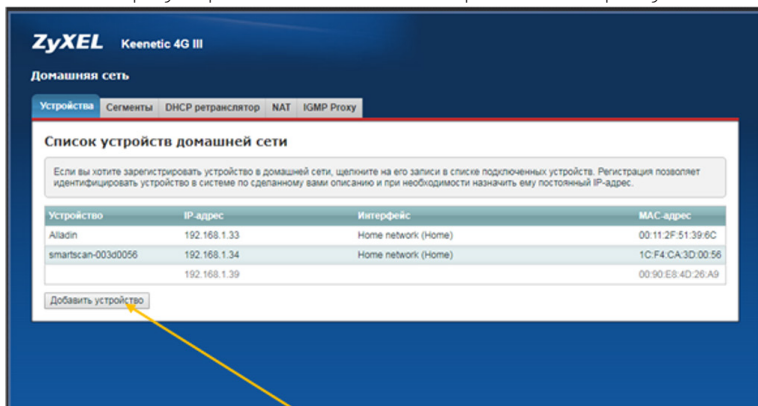 ZyXEL Keenetic 4G III
Домашняя сеть
Устройства Сегменты DHCP ретранслятор NAT IGMP Proxy
Список устройств домашней сети
Если вы хотите зарегистрировать устройство в домашней сети, щелкните на его записи в списке подключенных устройств. Регистрация позволяет
идентифицировать устройство в системе по сделанному вами описанию и при необходимости назначить ему постоянный IP-адрес.
Устройство IP-адрес Интерфейс MAC-адрес
Alladin 192.168.1.33 Home network (Home) 00:11:2F:51:39:6C
smartscan-003d0056 192.168.1.34 Home network (Home) 1C:F4:CA:3D:00:56
192.168.1.39 00:90:E8:4D:26:A9
Добавить устройство